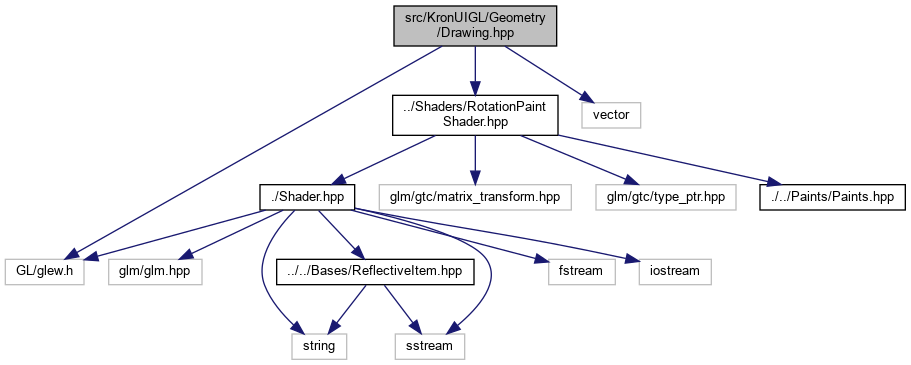 src/KronUIGL/Geometry
/Drawing.hpp
../Shaders/RotationPaint
Shader.hpp
vector
./Shader.hpp
glm/gtc/matrix_transform.hpp
glm/gtc/type_ptr.hpp
./../Paints/Paints.hpp
GL/glew.h
glm/glm.hpp
../../Bases/ReflectiveItem.hpp
fstream
iostream
string
sstream